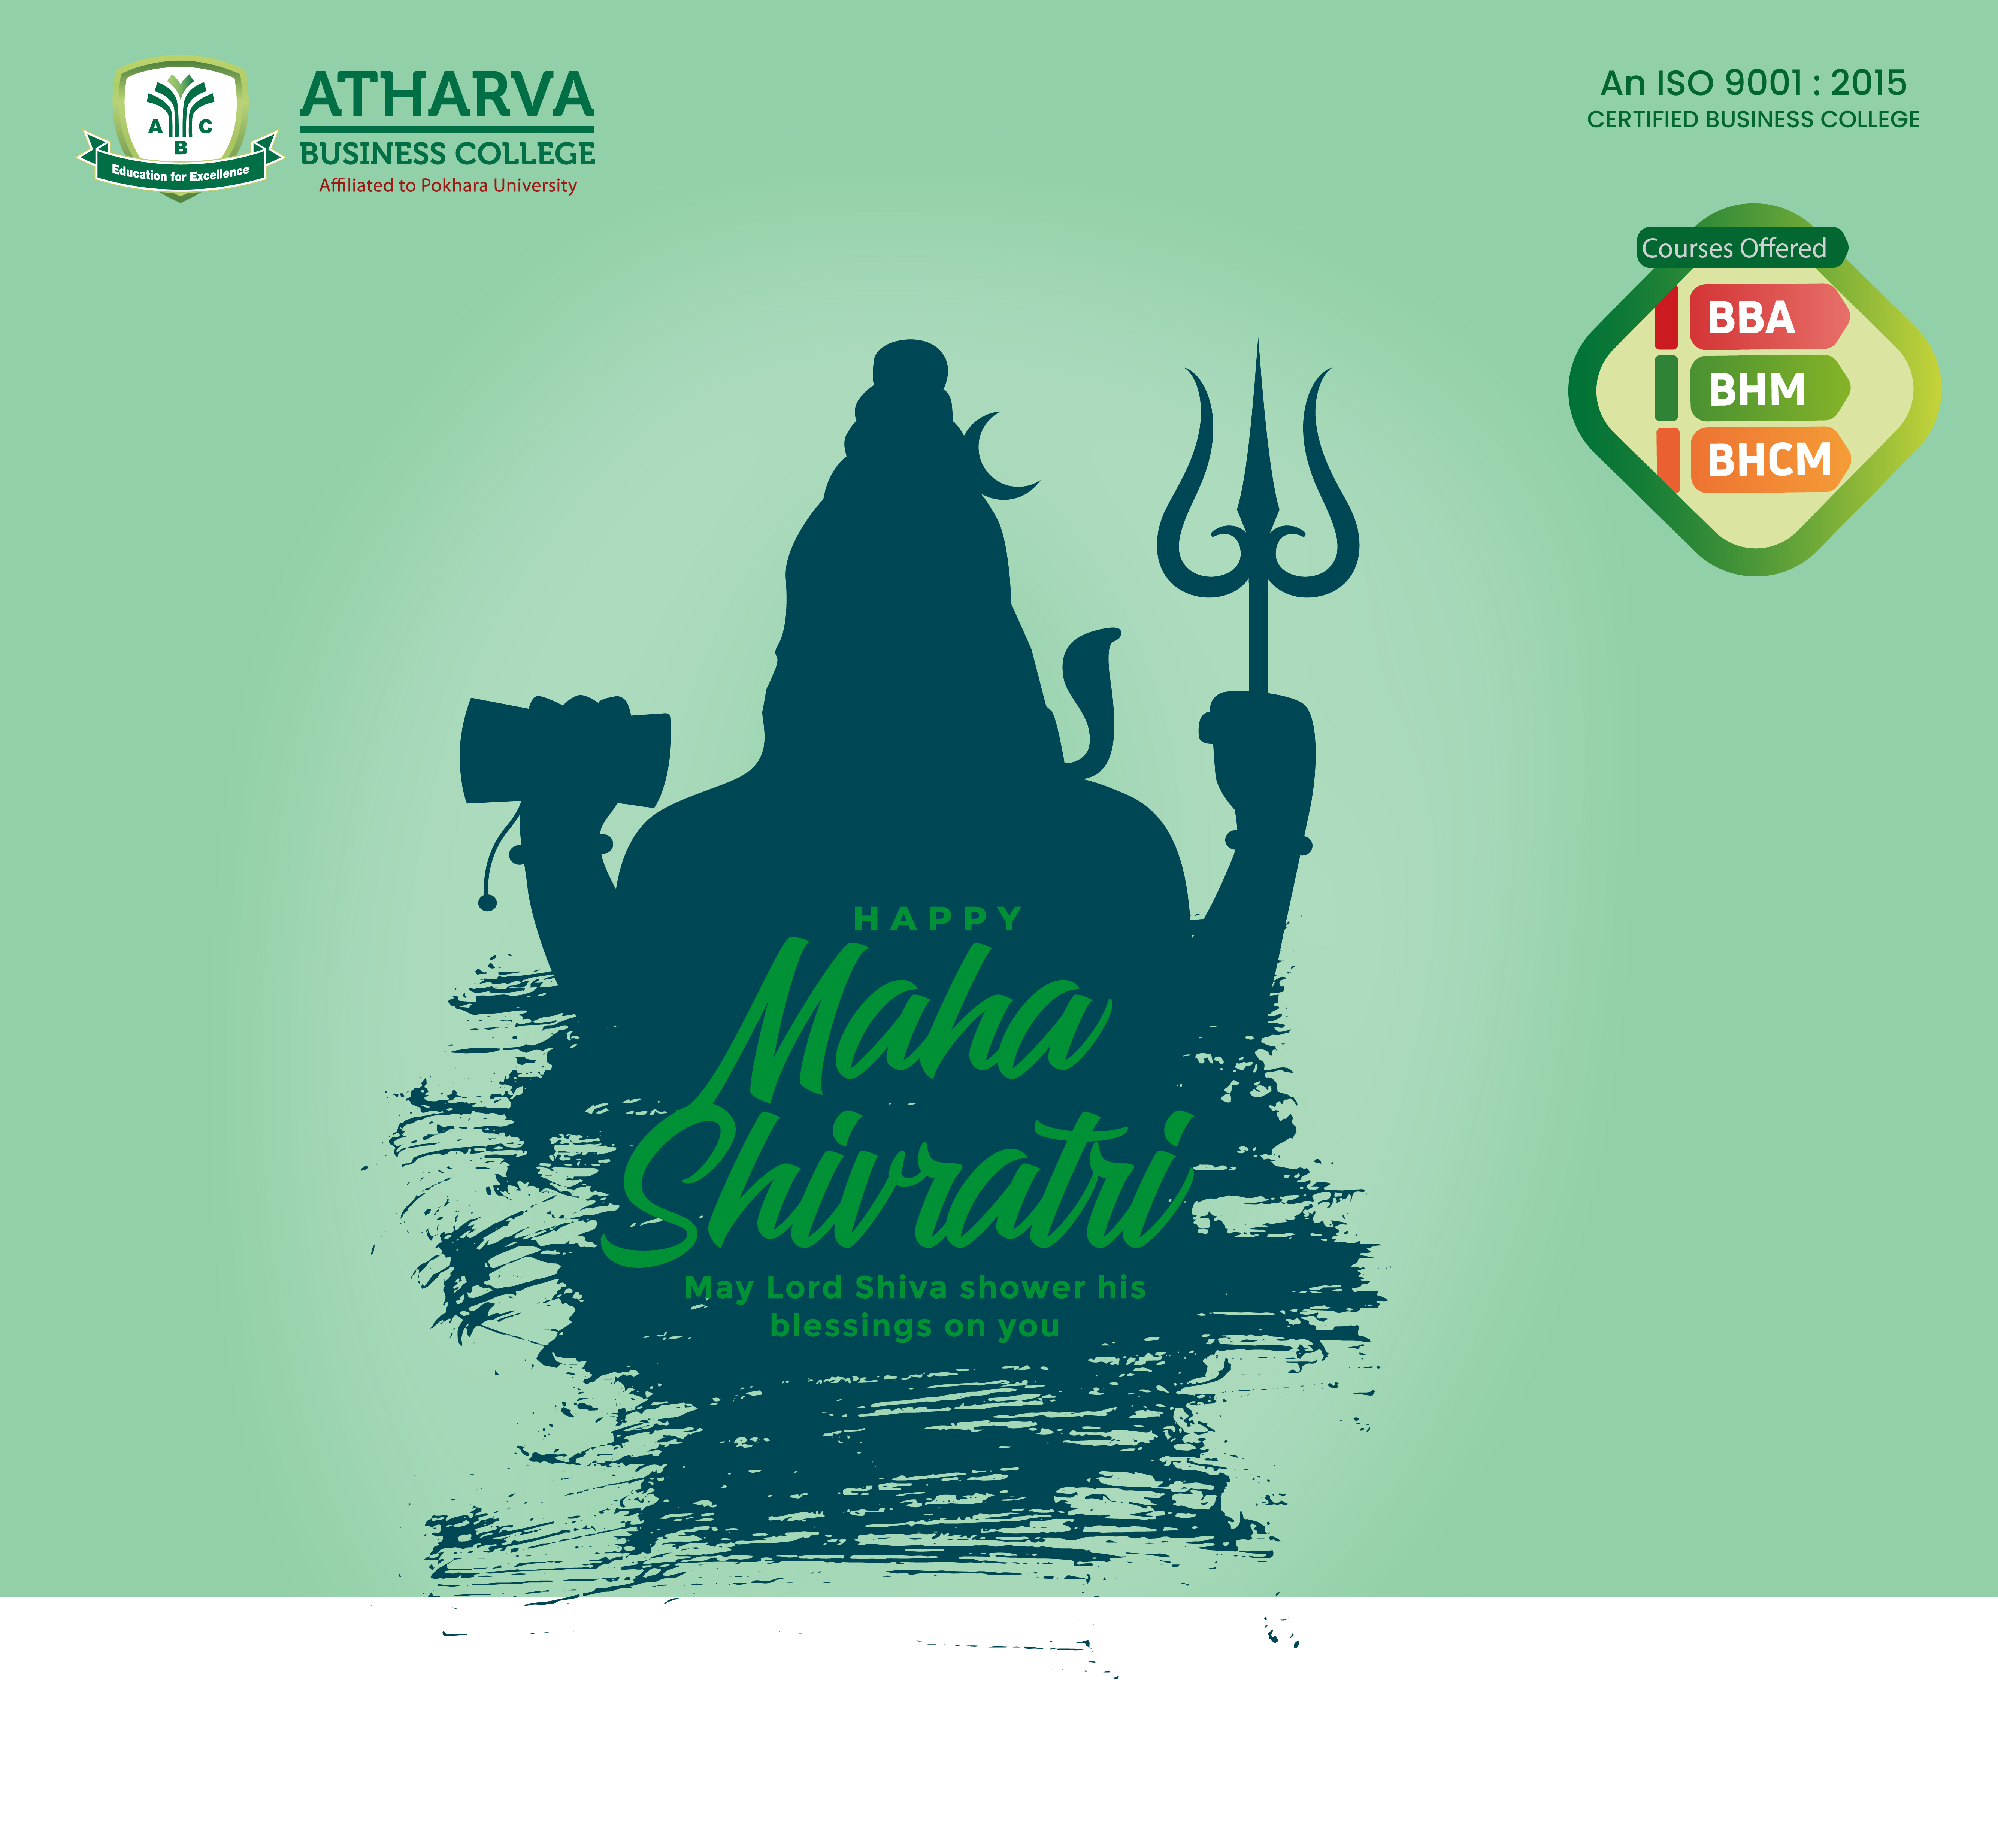 A B C
Education for Excellence
ATHARVA
BUSINESS COLLEGE
Affiliated to Pokhara University
An ISO 9001 : 2015
CERTIFIED BUSINESS COLLEGE
Courses Offered
BBA
BHM
BHCM
HAPPY
Maha
Shivratri
May Lord Shiva shower his
blessings on you